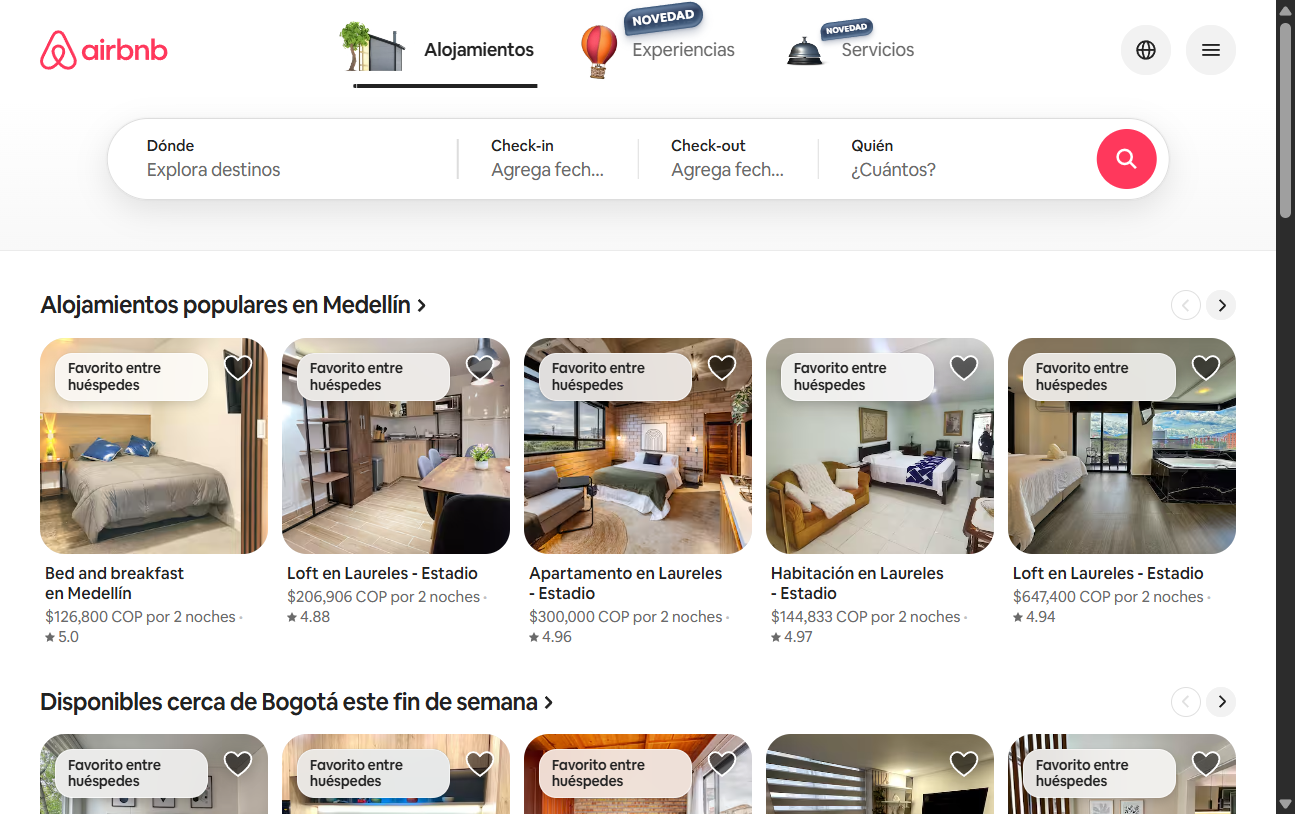 airbnb
Alojamientos
NOVEDAD
Experiencias
NOVEDAD
Servicios
Dónde
Explora destinos
Check-in
Agrega fech...
Check-out
Agrega fech...
Quién
¿Cuántos?
Alojamientos populares en Medellín
Favorito entre
huéspedes
Favorito entre
huéspedes
Favorito entre
huéspedes
Favorito entre
huéspedes
Favorito entre
huéspedes
Bed and breakfast
en Medellín
$126,800 COP por 2 noches ·
★ 5.0
Loft en Laureles - Estadio
$206,906 COP por 2 noches ·
★ 4.88
Apartamento en Laureles
- Estadio
$300,000 COP por 2 noches ·
★ 4.96
Habitación en Laureles
- Estadio
$144,833 COP por 2 noches ·
★ 4.97
Loft en Laureles - Estadio
$647,400 COP por 2 noches ·
★ 4.94
Disponibles cerca de Bogotá este fin de semana
Favorito entre
huéspedes
Favorito entre
huéspedes
Favorito entre
huéspedes
Favorito entre
huéspedes